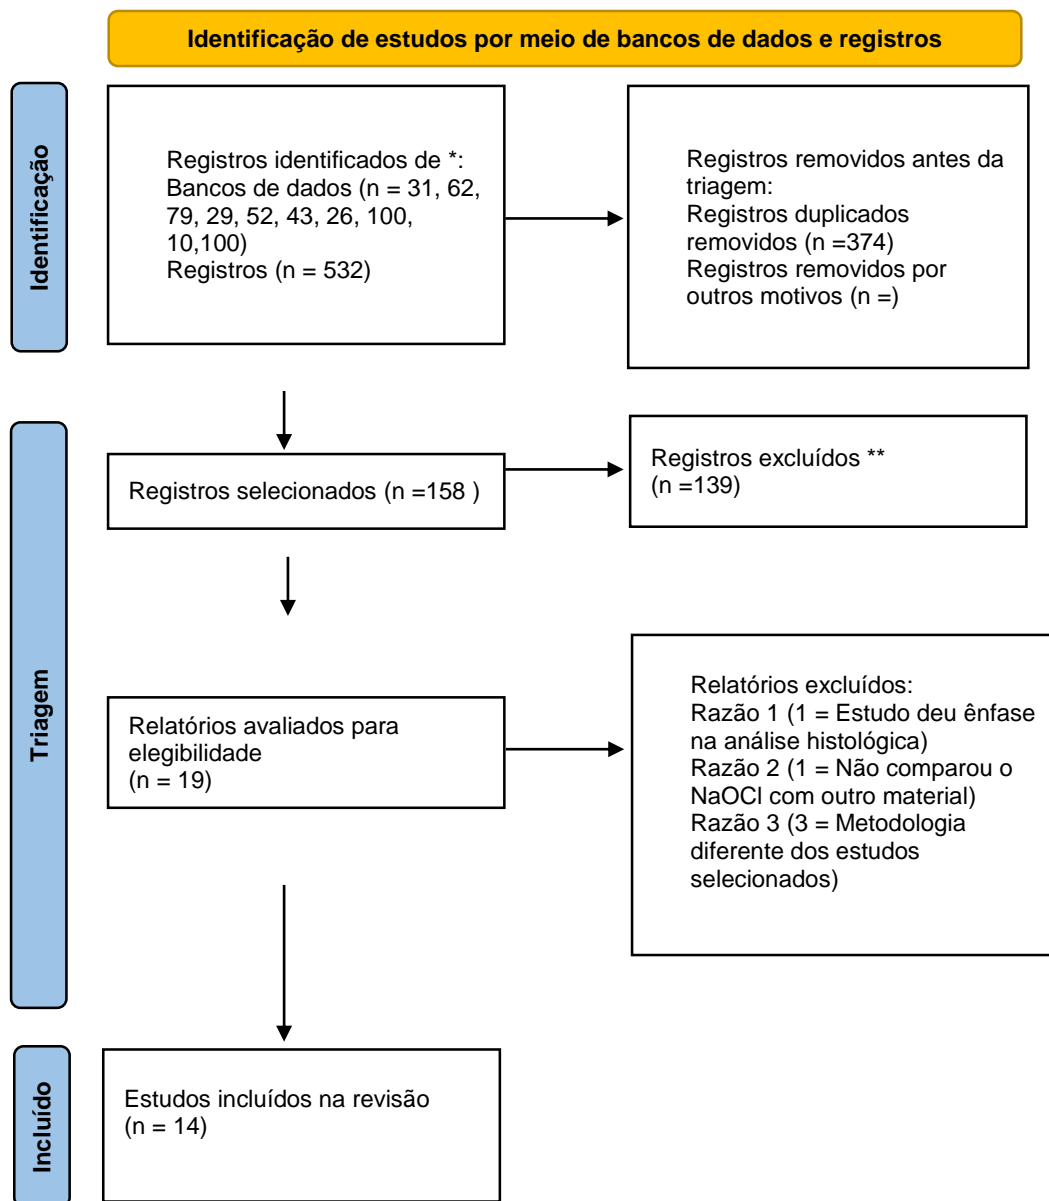 Identificação de estudos por meio de bancos de dados e registros
Identificação
Registros identificados de *:
Bancos de dados (n = 31, 62,
79, 29, 52, 43, 26, 100,
10,100)
Registros (n = 532)
Registros removidos antes da
triagem:
Registros duplicados
removidos (n =374)
Registros removidos por
outros motivos (n =)
Triagem
Registros selecionados (n =158 )
Registros excluídos **
(n =139)
Relatórios avaliados para
elegibilidade
(n = 19)
Relatórios excluídos:
Razão 1 (1 = Estudo deu ênfase
na análise histológica)
Razão 2 (1 = Não comparou o
NaOCl com outro material)
Razão 3 (3 = Metodologia
diferente dos estudos
selecionados)
Incluído
Estudos incluídos na revisão
(n = 14)